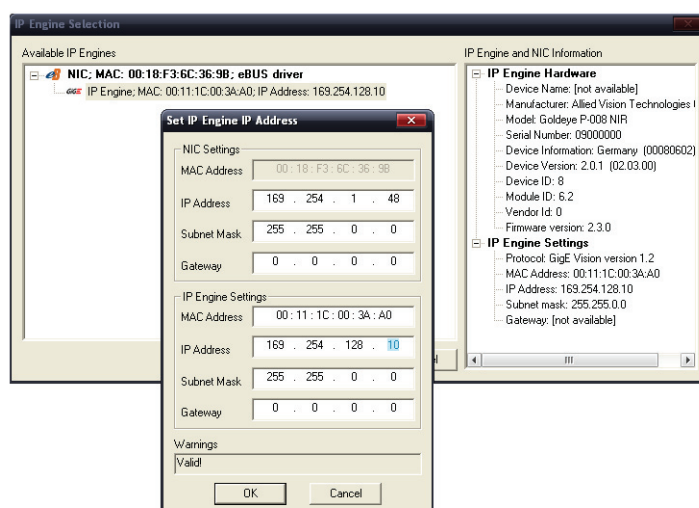 IP Engine Selection
Available IP Engines
NIC; MAC: 00:18:F3:6C:36:9B; eBUS driver
GIGE IP Engine; MAC: 00:11:1C:00:3A:A0; IP Address: 169.254.128.10
Set IP Engine IP Address
NIC Settings
MAC Address 00 : 18 : F3 : 6C : 36 : 9B
IP Address 169 . 254 . 1 . 48
Subnet Mask 255 . 255 . 0 . 0
Gateway 0 . 0 . 0 . 0
IP Engine Settings
MAC Address 00 : 11 : 1C : 00 : 3A : A0
IP Address 169 . 254 . 128 . 10
Subnet Mask 255 . 255 . 0 . 0
Gateway 0 . 0 . 0 . 0
Warnings
Valid!
OK Cancel
IP Engine and NIC Information
IP Engine Hardware
Device Name: [not available]
Manufacturer: Allied Vision Technologies
Model: Goldeye P-008 NIR
Serial Number: 09000000
Device Information: Germany (00080602)
Device Version: 2.0.1 (02.03.00)
Device ID: 8
Module ID: 6.2
Vendor Id: 0
Firmware version: 2.3.0
IP Engine Settings
Protocol: GigE Vision version 1.2
MAC Address: 00:11:1C:00:3A:A0
IP Address: 169.254.128.10
Subnet mask: 255.255.0.0
Gateway: [not available]